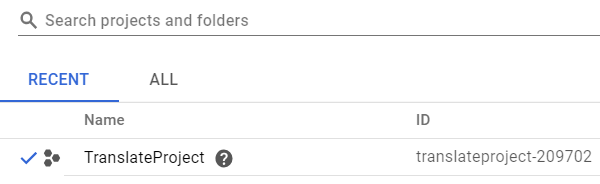 Search projects and folders
RECENT ALL
Name ID
TranslateProject ? translateproject-209702